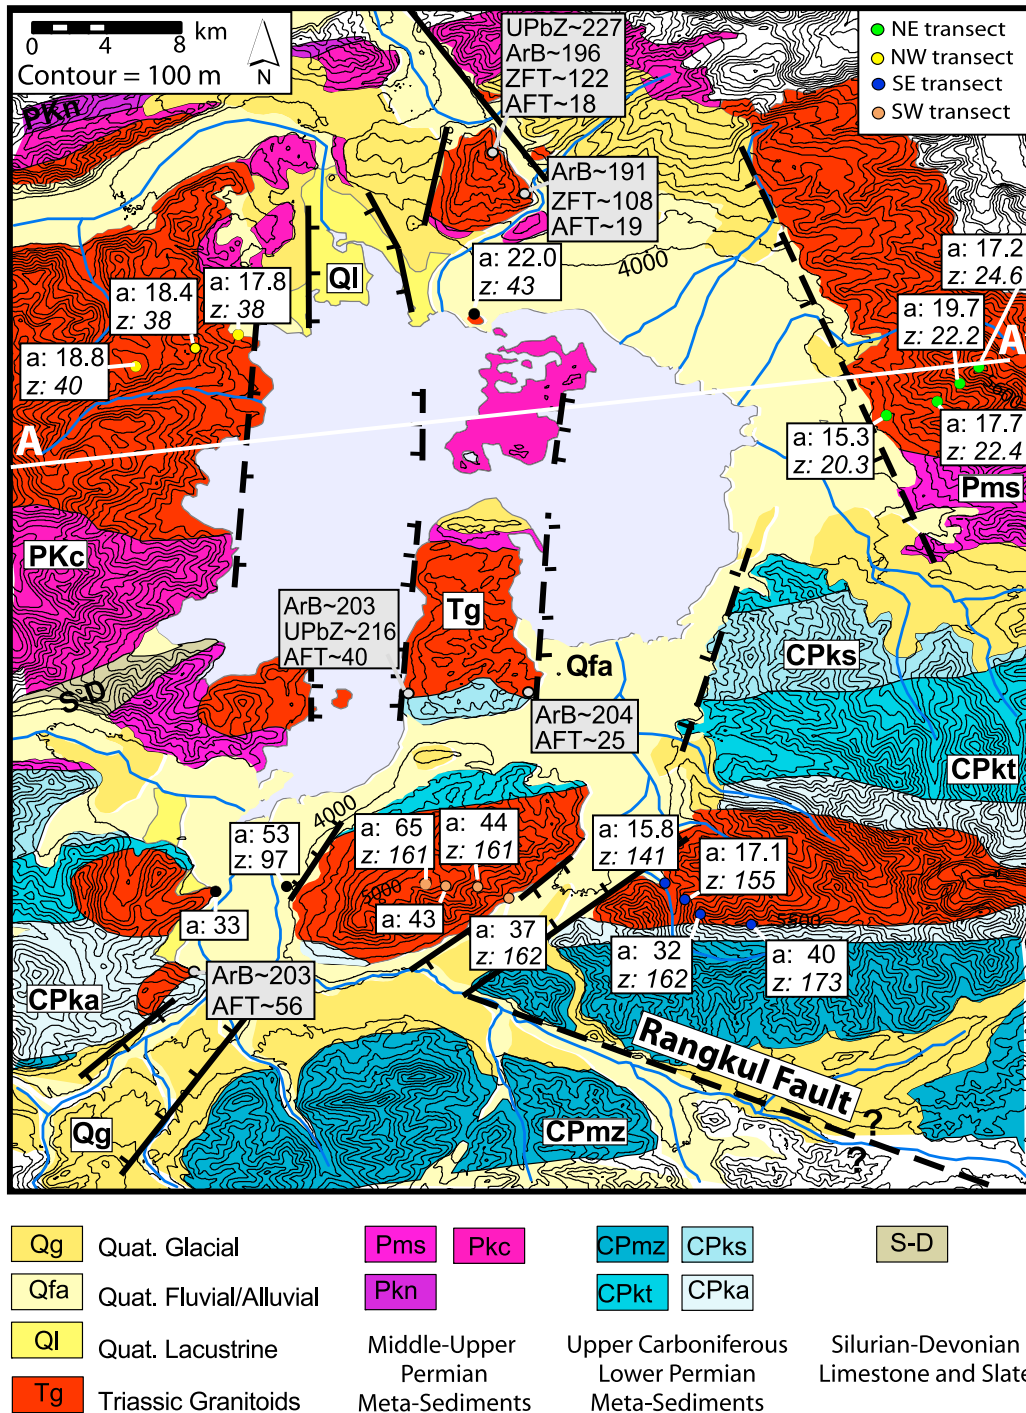 0 4 8 km
Contour = 100 m
N
UPbZ~227
ArB~196
ZFT~122
AFT~18
NE transect
NW transect
SE transect
SW transect
PKn
ArB~191
ZFT~108
AFT~19
4000
a: 17.2
z: 24.6
a: 22.0
z: 43
Ql
a: 17.8
z: 38
a: 18.4
z: 38
a: 19.7
z: 22.2
a: 18.8
z: 40
A
A
a: 15.3
z: 20.3
a: 17.7
z: 22.4
Pms
PKc
ArB~203
UPbZ~216
AFT~40
Tg
CPks
Qfa
S-D
ArB~204
AFT~25
CPkt
4000
a: 53
z: 97
a: 65
z: 161
a: 44
z: 161
a: 15.8
z: 141
a: 17.1
z: 155
5000
a: 33
a: 43
a: 37
z: 162
a: 32
z: 162
a: 40
z: 173
CPka
ArB~203
AFT~56
Rangkul Fault
?
?
Qg
CPmz
Qg Quat. Glacial
Qfa Quat. Fluvial/Alluvial
Ql Quat. Lacustrine
Tg Triassic Granitoids
Pms Pkc
Pkn
Middle-Upper
Permian
Meta-Sediments
CPmz CPks
CPkt CPka
Upper Carboniferous
Lower Permian
Meta-Sediments
S-D
Silurian-Devonian
Limestone and Slate